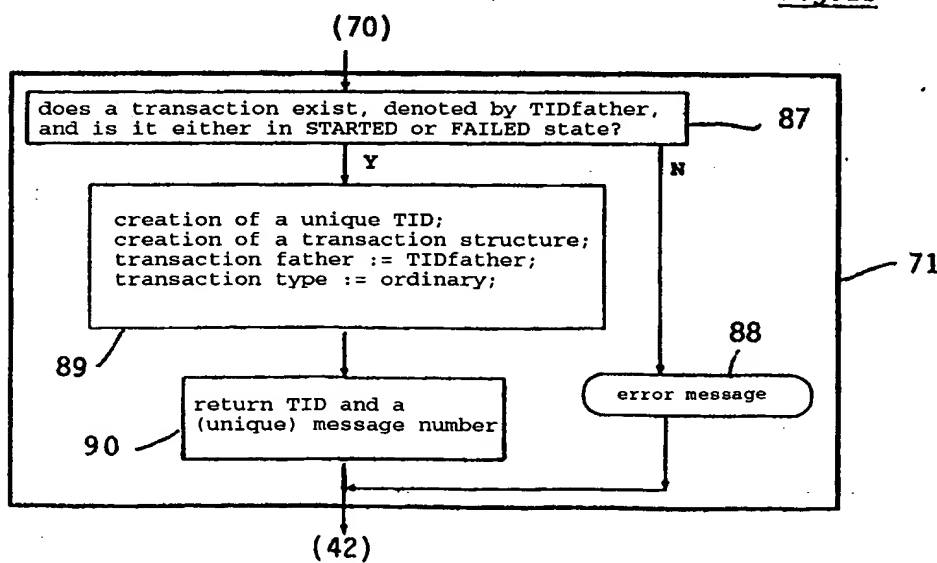 (70)
does a transaction exist, denoted by TIDfather,
and is it either in STARTED or FAILED state?
87
Y
N
creation of a unique TID;
creation of a transaction structure;
transaction father := TIDfather;
transaction type := ordinary;
71
89
88
error message
return TID and a
(unique) message number
90
(42)